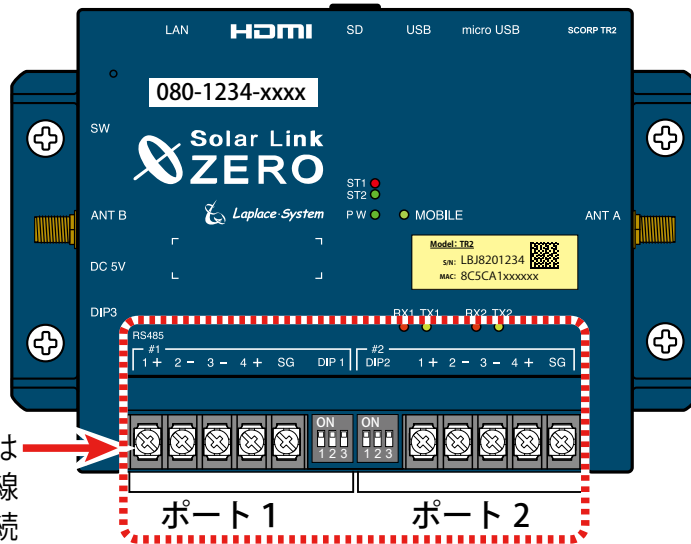 LAN HDMI SD USB micro USB SCORP TR2
080-1234-xxxx
SW
Solar Link
ZERO
ST1
ST2
ANT B Laplace System PW MOBILE ANT A
Model: TR2
S/N: LBJ8201234
MAC: 8C5CA1xxxxxx
DC 5V
DIP3
RX1 TX1 RX2 TX2
RS485
#1 #2
1 + 2 − 3 − 4 + SG DIP 1 DIP2 1 + 2 − 3 − 4 + SG
ON ON
1 2 3 1 2 3
は
線
続
ポート 1 ポート 2